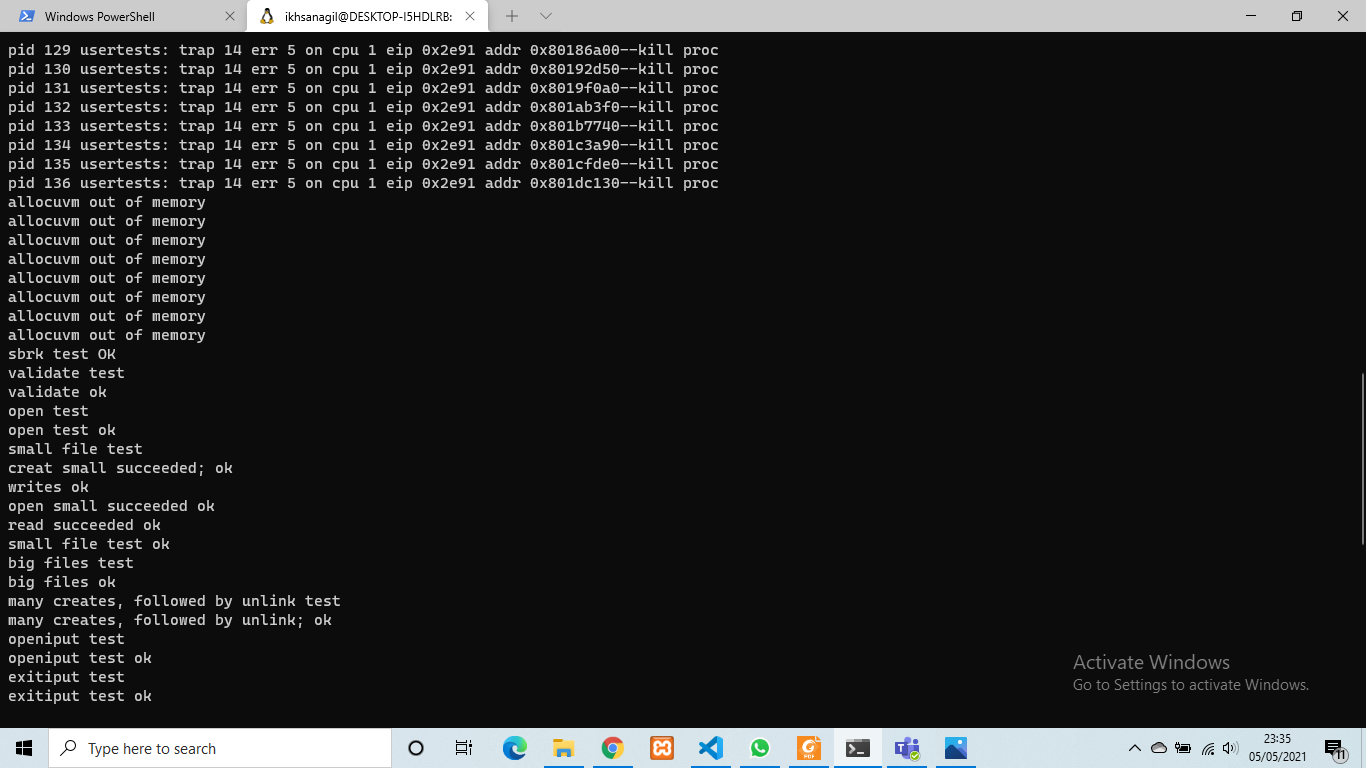 Windows PowerShell
ikhsanagil@DESKTOP-I5HDLRB:
pid 129 usertests: trap 14 err 5 on cpu 1 eip 0x2e91 addr 0x80186a00--kill proc
pid 130 usertests: trap 14 err 5 on cpu 1 eip 0x2e91 addr 0x80192d50--kill proc
pid 131 usertests: trap 14 err 5 on cpu 1 eip 0x2e91 addr 0x8019f0a0--kill proc
pid 132 usertests: trap 14 err 5 on cpu 1 eip 0x2e91 addr 0x801ab3f0--kill proc
pid 133 usertests: trap 14 err 5 on cpu 1 eip 0x2e91 addr 0x801b7740--kill proc
pid 134 usertests: trap 14 err 5 on cpu 1 eip 0x2e91 addr 0x801c3a90--kill proc
pid 135 usertests: trap 14 err 5 on cpu 1 eip 0x2e91 addr 0x801cfde0--kill proc
pid 136 usertests: trap 14 err 5 on cpu 1 eip 0x2e91 addr 0x801dc130--kill proc
allocuvm out of memory
allocuvm out of memory
allocuvm out of memory
allocuvm out of memory
allocuvm out of memory
allocuvm out of memory
allocuvm out of memory
allocuvm out of memory
sbrk test OK
validate test
validate ok
open test
open test ok
small file test
creat small succeeded; ok
writes ok
open small succeeded ok
read succeeded ok
small file test ok
big files test
big files ok
many creates, followed by unlink test
many creates, followed by unlink; ok
openiput test
openiput test ok
exitiput test
exitiput test ok
Activate Windows
Go to Settings to activate Windows.
Type here to search
23:35
05/05/2021
11